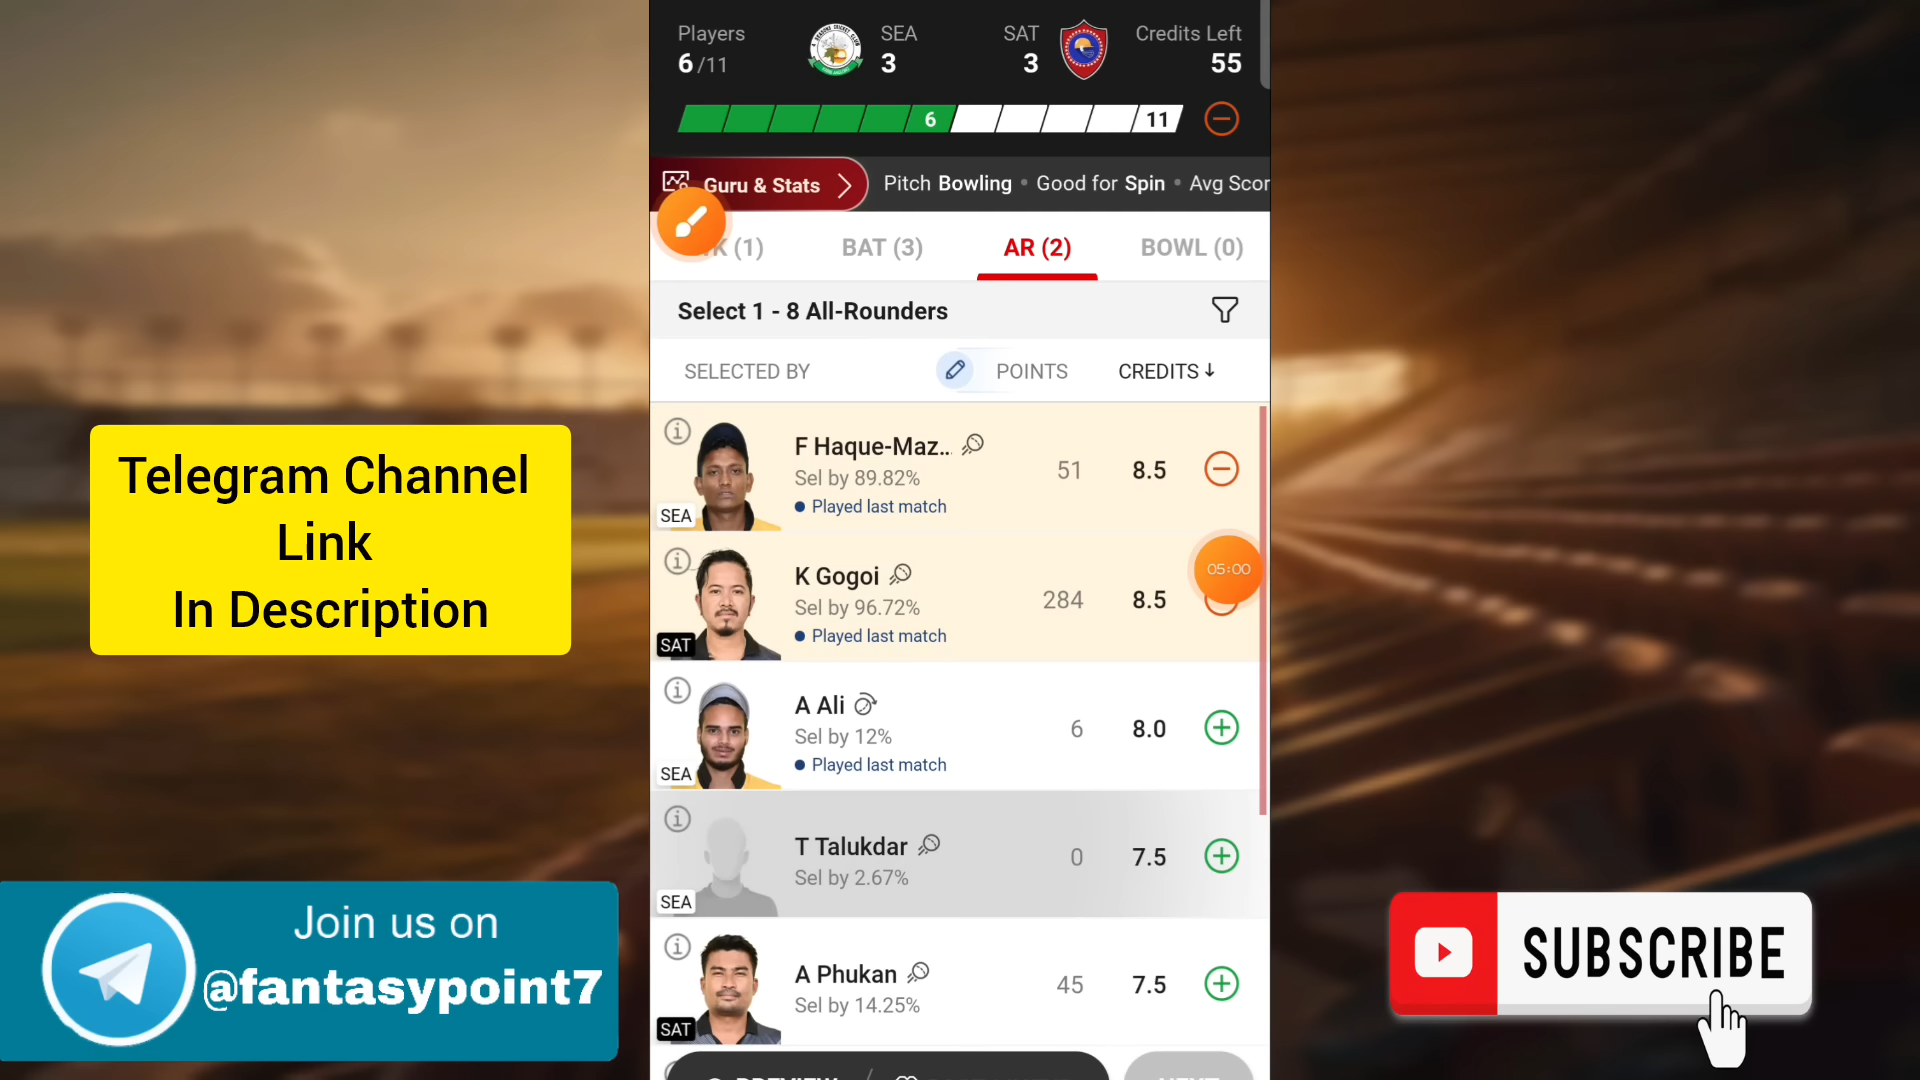 Players
6 /11
SEA
3
SAT
3
Credits Left
55
6
11
Guru & Stats
Pitch Bowling • Good for Spin • Avg Scor
K (1)
BAT (3)
AR (2)
BOWL (0)
Select 1 - 8 All-Rounders
SELECTED BY
POINTS
CREDITS ↓
F Haque-Maz..
Sel by 89.82%
Played last match
SEA
51
8.5
K Gogoi
Sel by 96.72%
Played last match
SAT
284
8.5
05:00
A Ali
Sel by 12%
Played last match
SEA
6
8.0
T Talukdar
Sel by 2.67%
SEA
0
7.5
A Phukan
Sel by 14.25%
SAT
45
7.5
Telegram Channel
Link
In Description
Join us on
@fantasypoint7
SUBSCRIBE